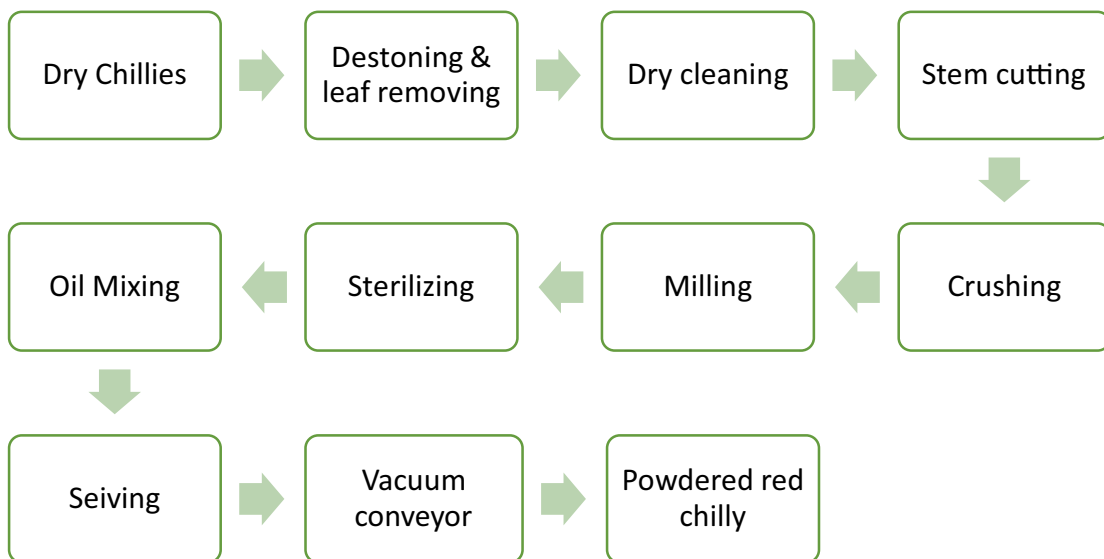 Dry Chillies
Destoning &
leaf removing
Dry cleaning
Stem cutting
Crushing
Milling
Sterilizing
Oil Mixing
Seiving
Vacuum
conveyor
Powdered red
chilly